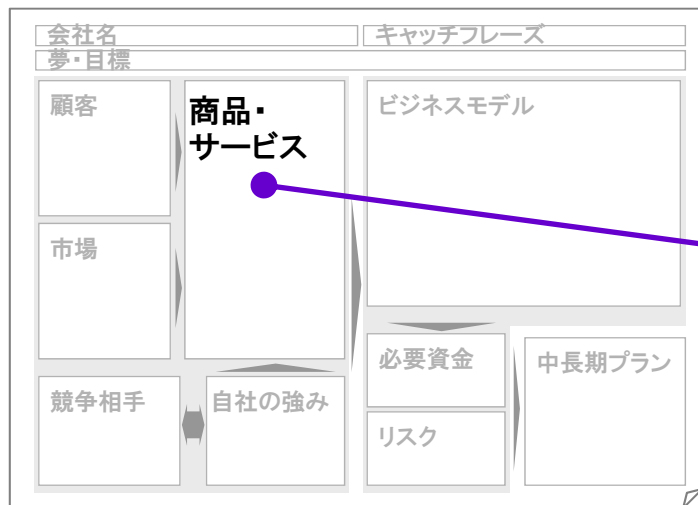 会社名
キャッチフレーズ
夢・目標
顧客
商品・
サービス
ビジネスモデル
市場
必要資金
中長期プラン
競争相手
自社の強み
リスク